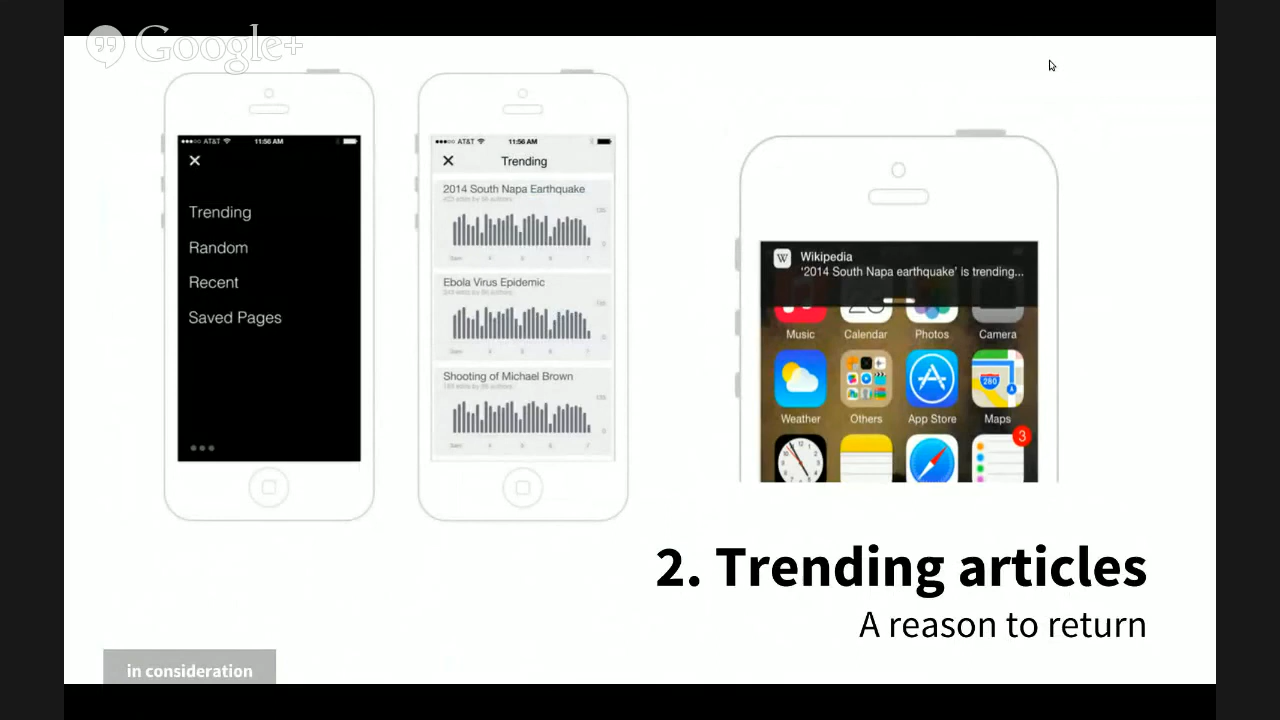 Google+
AT&T 11:56 AM
Trending
Random
Recent
Saved Pages
AT&T 11:56 AM
Trending
2014 South Napa Earthquake
Ebola Virus Epidemic
Shooting of Michael Brown
W
Wikipedia
'2014 South Napa earthquake' is trending...
Music Calendar Photos Camera
280
Weather Others App Store Maps
3
2. Trending articles
A reason to return
in consideration